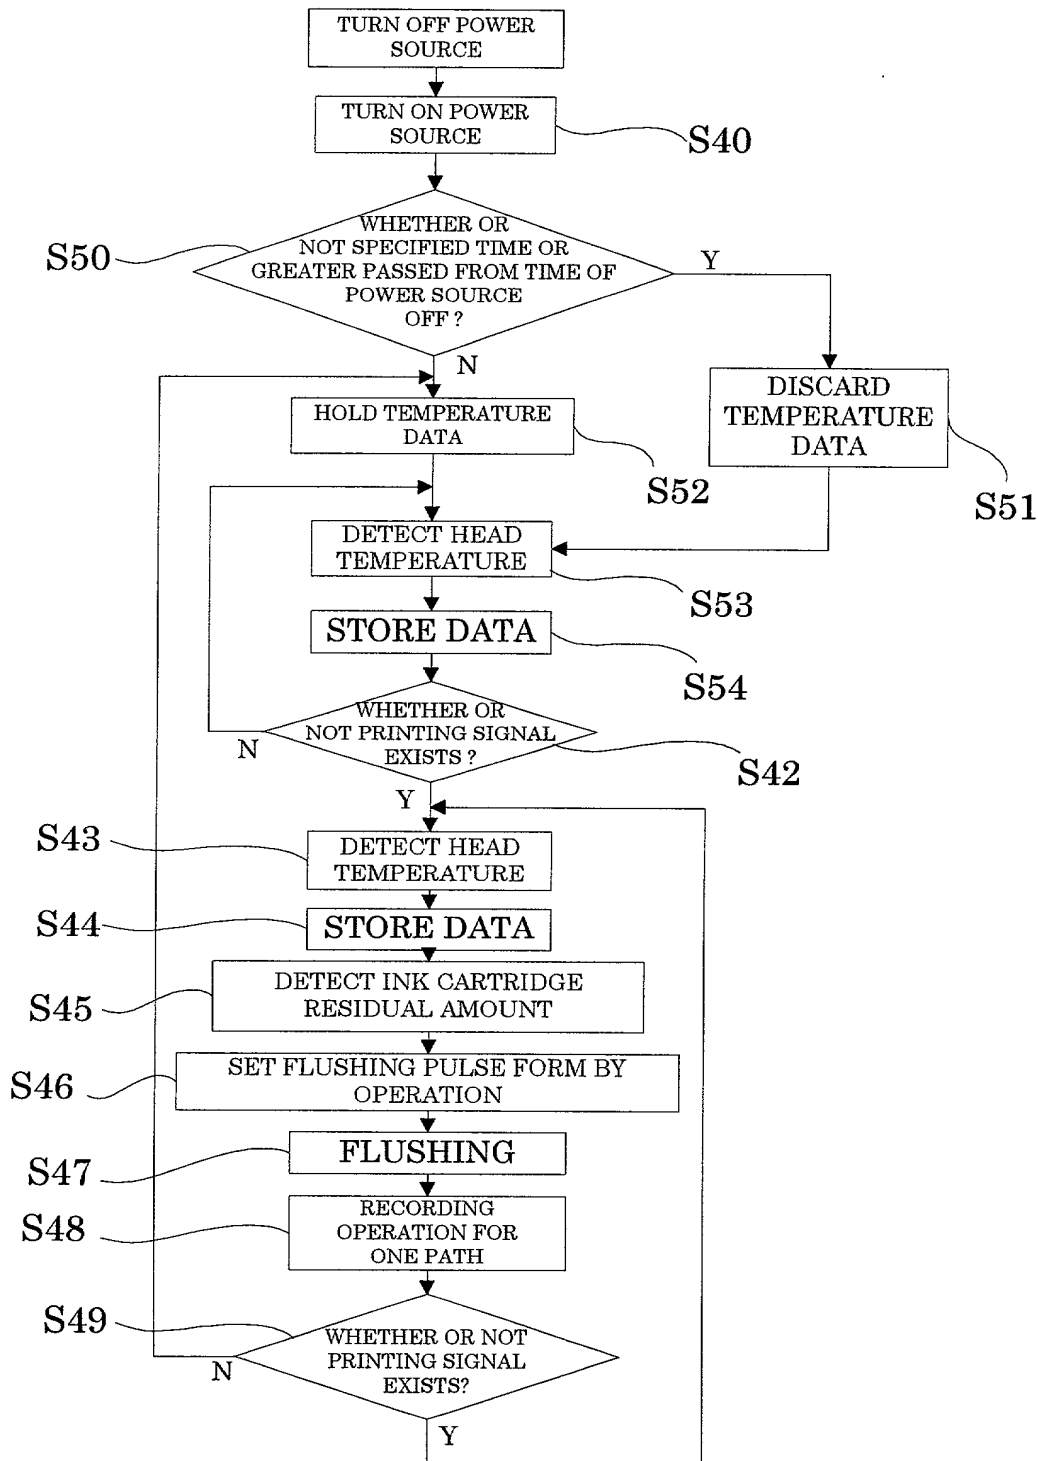 TURN OFF POWER
SOURCE
TURN ON POWER
SOURCE
S40
WHETHER OR
NOT SPECIFIED TIME OR
GREATER PASSED FROM TIME OF
POWER SOURCE
OFF ?
S50
Y
N
DISCARD
TEMPERATURE
DATA
S51
HOLD TEMPERATURE
DATA
S52
DETECT HEAD
TEMPERATURE
S53
STORE DATA
S54
WHETHER OR
NOT PRINTING SIGNAL
EXISTS ?
N
S42
Y
S43
DETECT HEAD
TEMPERATURE
S44
STORE DATA
S45
DETECT INK CARTRIDGE
RESIDUAL AMOUNT
S46
SET FLUSHING PULSE FORM BY
OPERATION
S47
FLUSHING
S48
RECORDING
OPERATION FOR
ONE PATH
S49
WHETHER OR NOT
PRINTING SIGNAL
EXISTS?
N
Y